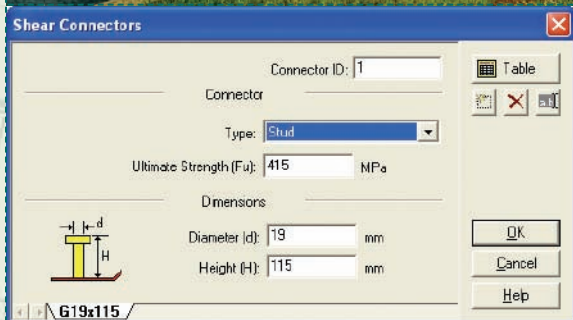 Shear Connectors
Connector ID: 1
Table
Connector
Type: Stud
Ultimate Strength (Fu): 415 MPa
Dimensions
d
H
Diameter (d): 19 mm
Height (H): 115 mm
OK
Cancel
Help
G19x115